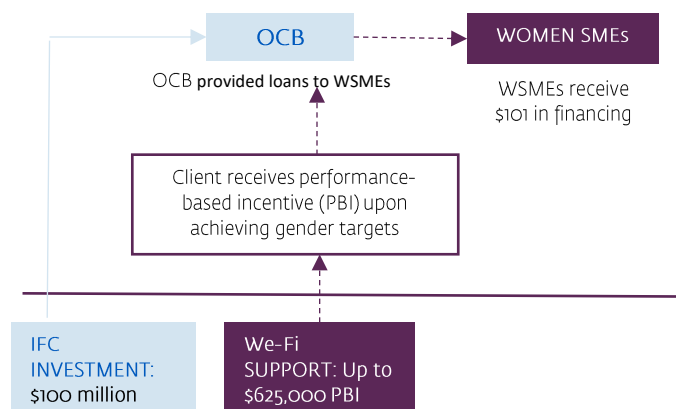 OCB
WOMEN SMEs
OCB provided loans to WSMEs
WSMEs receive
$101 in financing
Client receives performance-
based incentive (PBI) upon
achieving gender targets
IFC
INVESTMENT:
$100 million
We-Fi
SUPPORT: Up to
$625,000 PBI